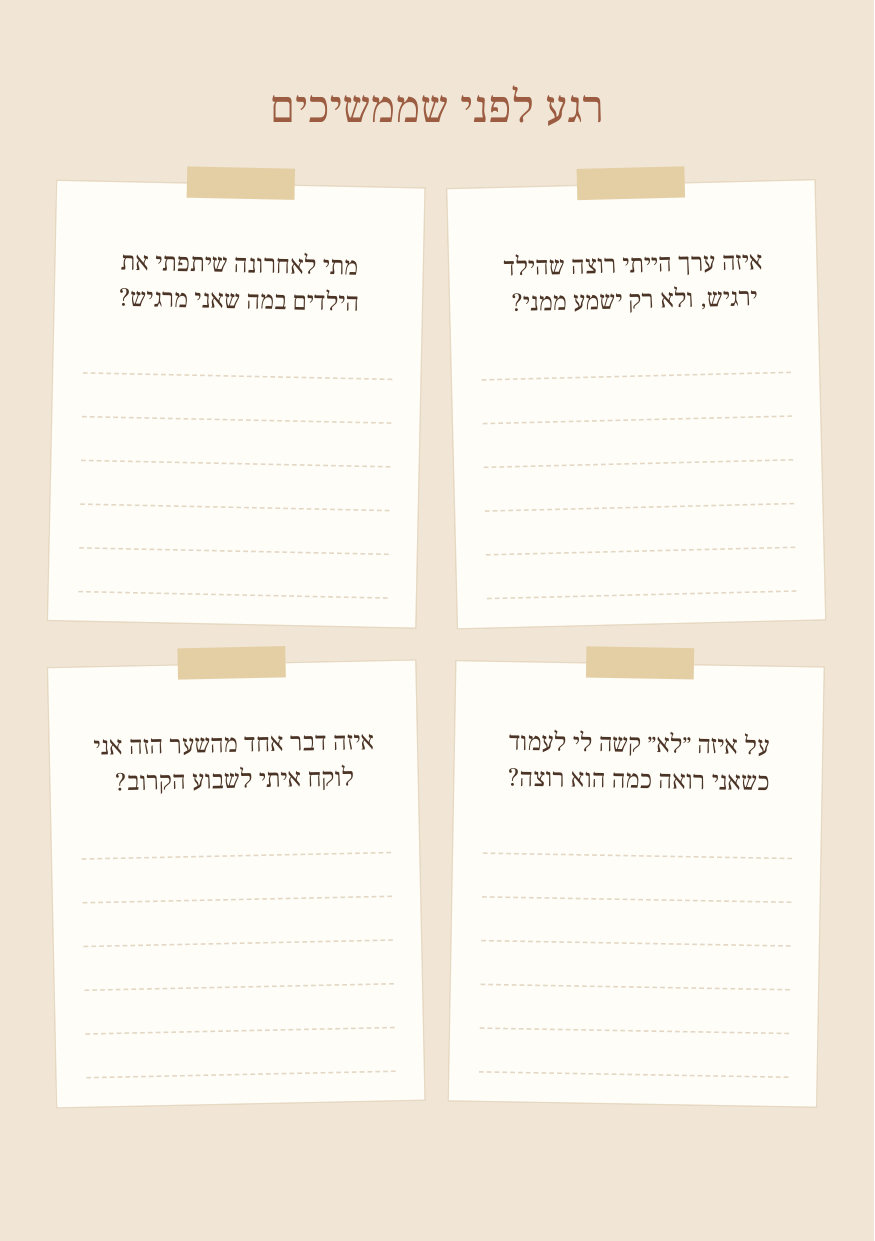 רגע לפני שממשיכים
איזה ערך הייתי רוצה שהילד
ירגיש, ולא רק ישמע ממני?
מתי לאחרונה שיתפתי את
הילדים במה שאני מרגיש?
על איזה ״לא״ קשה לי לעמוד
כשאני רואה כמה הוא רוצה?
איזה דבר אחד מהשער הזה אני
לוקח איתי לשבוע הקרוב?